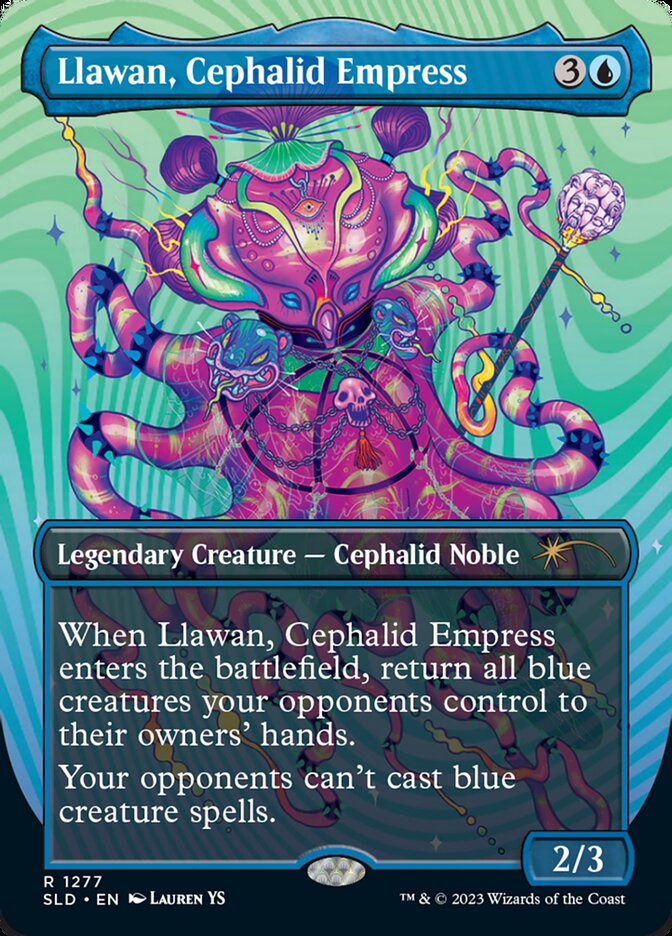 Llawan, Cephalid Empress 3
Legendary Creature — Cephalid Noble
When Llawan, Cephalid Empress
enters the battlefield, return all blue
creatures your opponents control to
their owners' hands.
Your opponents can't cast blue
creature spells.
2/3
R 1277
SLD • EN Lauren YS
™ & © 2023 Wizards of the Coast